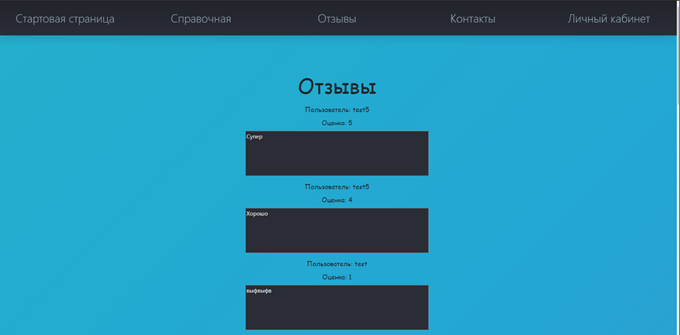 Стартовая страница Справочная Отзывы Контакты Личный кабинет
Отзывы
Пользователь: test5
Оценка: 5
Супер
Пользователь: test5
Оценка: 4
Хорошо
Пользователь: test
Оценка: 1
выфвыфв